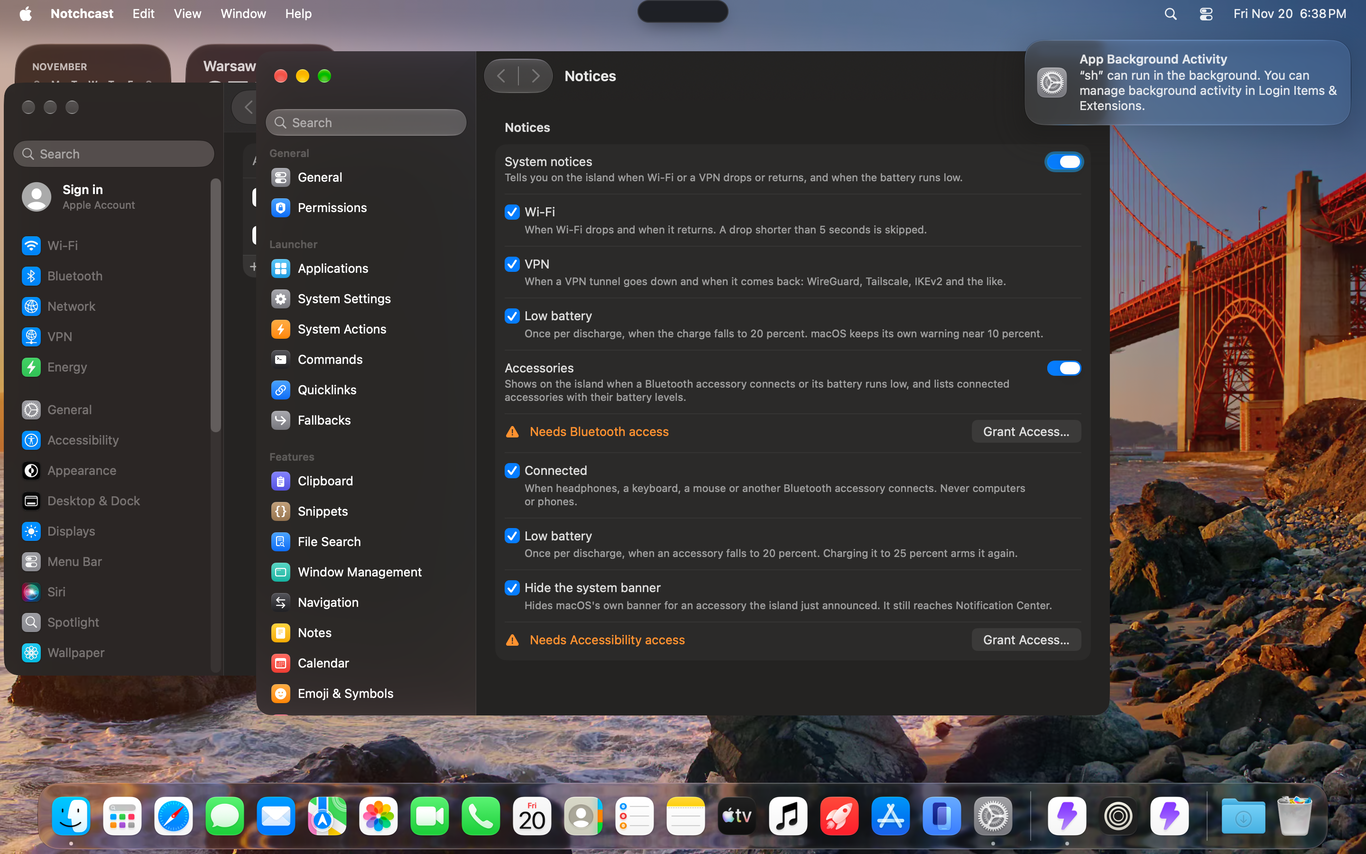 Notchcast Edit View Window Help
Fri Nov 20 6:38 PM
NOVEMBER
Warsaw
App Background Activity
“sh” can run in the background. You can
manage background activity in Login Items &
Extensions.
Search
Sign in
Apple Account
Wi-Fi
Bluetooth
Network
VPN
Energy
General
Accessibility
Appearance
Desktop & Dock
Displays
Menu Bar
Siri
Spotlight
Wallpaper
Search
General
General
Permissions
Launcher
Applications
System Settings
System Actions
Commands
Quicklinks
Fallbacks
Features
Clipboard
Snippets
File Search
Window Management
Navigation
Notes
Calendar
Emoji & Symbols
Notices
Notices
System notices
Tells you on the island when Wi-Fi or a VPN drops or returns, and when the battery runs low.
Wi-Fi
When Wi-Fi drops and when it returns. A drop shorter than 5 seconds is skipped.
VPN
When a VPN tunnel goes down and when it comes back: WireGuard, Tailscale, IKEv2 and the like.
Low battery
Once per discharge, when the charge falls to 20 percent. macOS keeps its own warning near 10 percent.
Accessories
Shows on the island when a Bluetooth accessory connects or its battery runs low, and lists connected
accessories with their battery levels.
Needs Bluetooth access
Grant Access...
Connected
When headphones, a keyboard, a mouse or another Bluetooth accessory connects. Never computers
or phones.
Low battery
Once per discharge, when an accessory falls to 20 percent. Charging it to 25 percent arms it again.
Hide the system banner
Hides macOS's own banner for an accessory the island just announced. It still reaches Notification Center.
Needs Accessibility access
Grant Access...
Fri
20
tv